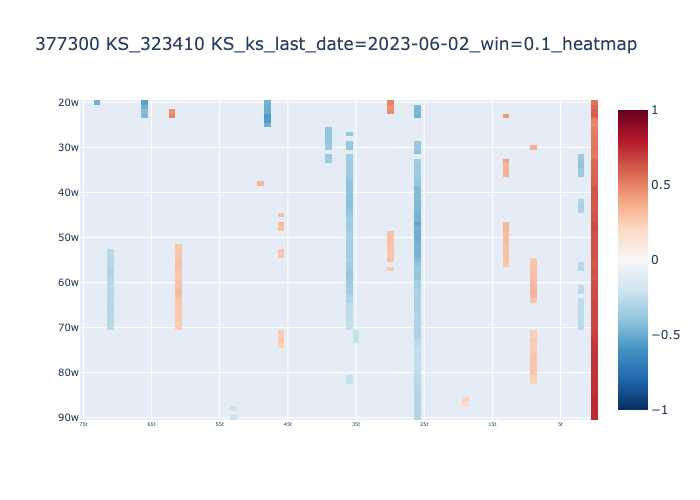 377300 KS_323410 KS_ks_last_date=2023-06-02_win=0.1_heatmap
20w
30w
40w
50w
60w
70w
80w
90w
75t
65t
55t
45t
35t
25t
15t
5t
1
0.5
0
−0.5
−1